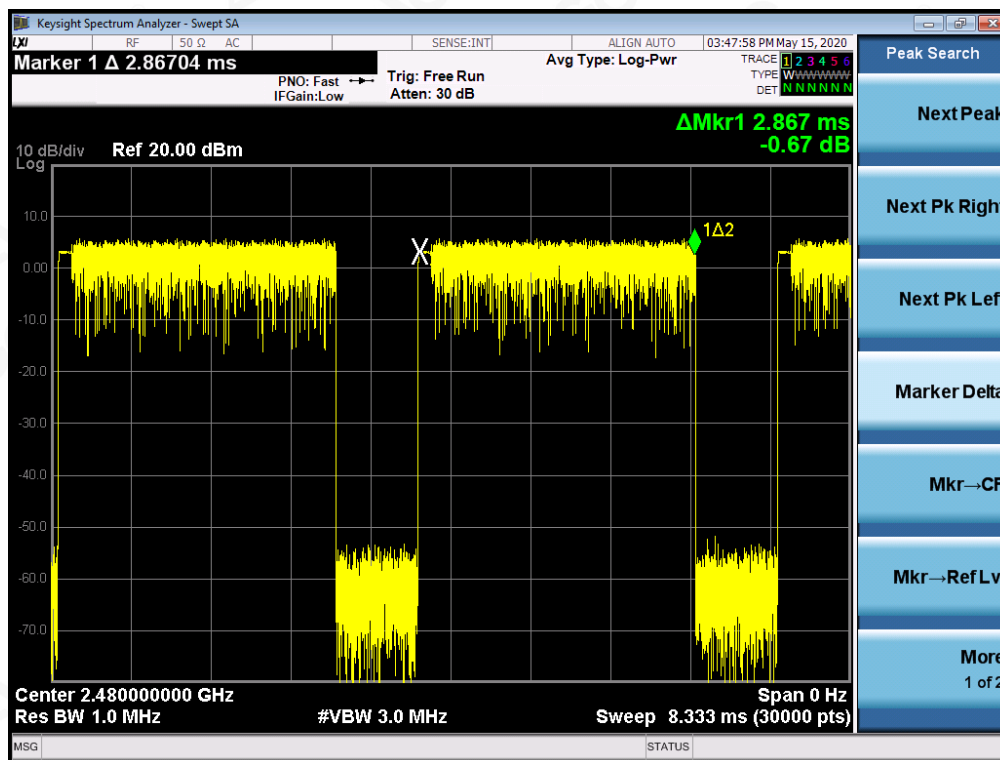 Keysight Spectrum Analyzer - Swept SA
LXI RF 50 Ω AC SENSE:INT ALIGN AUTO 03:47:58 PM May 15, 2020
Marker 1 Δ 2.86704 ms
PNO: Fast
IFGain:Low
Trig: Free Run
Atten: 30 dB
Avg Type: Log-Pwr
TRACE 1 2 3 4 5 6
TYPE WWWWWW
DET N N N N N N
ΔMkr1 2.867 ms
-0.67 dB
10 dB/div Ref 20.00 dBm
Log
10.0
0.00
-10.0
-20.0
-30.0
-40.0
-50.0
-60.0
-70.0
X
1Δ2
Center 2.480000000 GHz Span 0 Hz
Res BW 1.0 MHz #VBW 3.0 MHz Sweep 8.333 ms (30000 pts)
MSG STATUS
Peak Search
Next Peak
Next Pk Right
Next Pk Left
Marker Delta
Mkr→CF
Mkr→Ref Lv
More
1 of 2